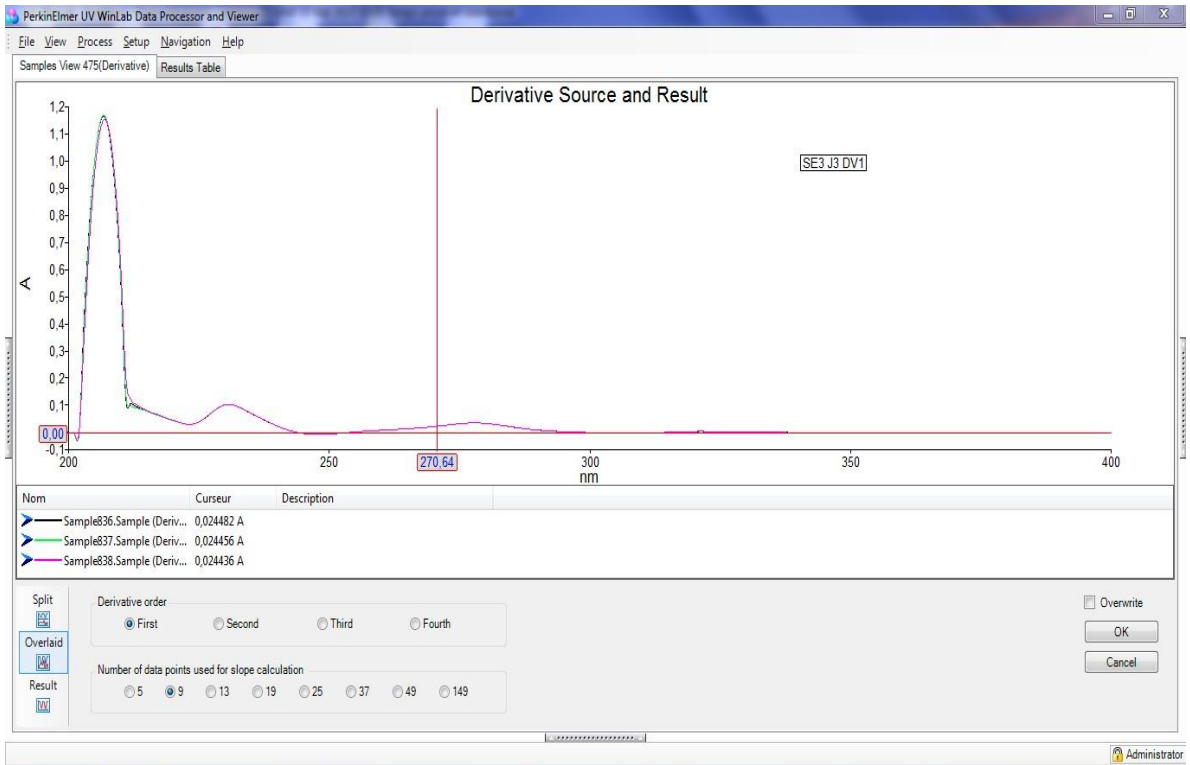 PerkinElmer UV WinLab Data Processor and Viewer
File View Process Setup Navigation Help
Samples View 475(Derivative) Results Table
Derivative Source and Result
SE3 J3 DV1
A
1,2
1,1
1,0
0,9
0,8
0,7
0,6
0,5
0,4
0,3
0,2
0,1
0,00
-0,1
200 250 270,64 300 350 400
nm
Nom Curseur Description
Sample836.Sample (Deriv... 0,024482 A
Sample837.Sample (Deriv... 0,024456 A
Sample838.Sample (Deriv... 0,024436 A
Split
Overlaid
Result
Derivative order
First Second Third Fourth
Number of data points used for slope calculation
5 9 13 19 25 37 49 149
Overwrite
OK
Cancel
Administrator